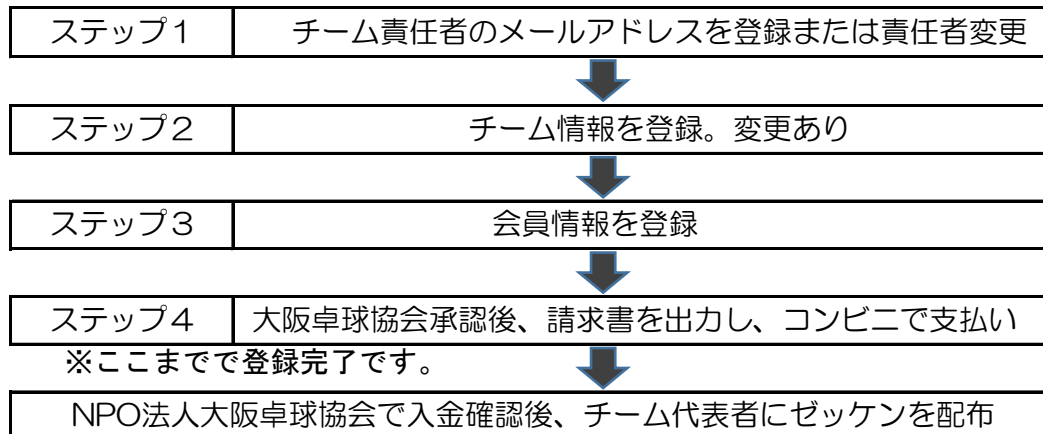 ステップ１ チーム責任者のメールアドレスを登録または責任者変更
ステップ２ チーム情報を登録。変更あり
ステップ３ 会員情報を登録
ステップ４ 大阪卓球協会承認後、請求書を出力し、コンビニで支払い
※ここまでで登録完了です。
NPO法人大阪卓球協会で入金確認後、チーム代表者にゼッケンを配布